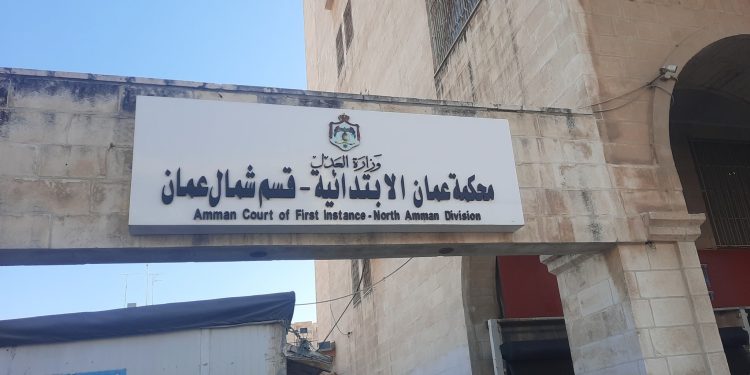 وزارة العدل
محكمة عمان الابتدائية - قسم شمال عمان
Amman Court of First Instance - North Amman Division